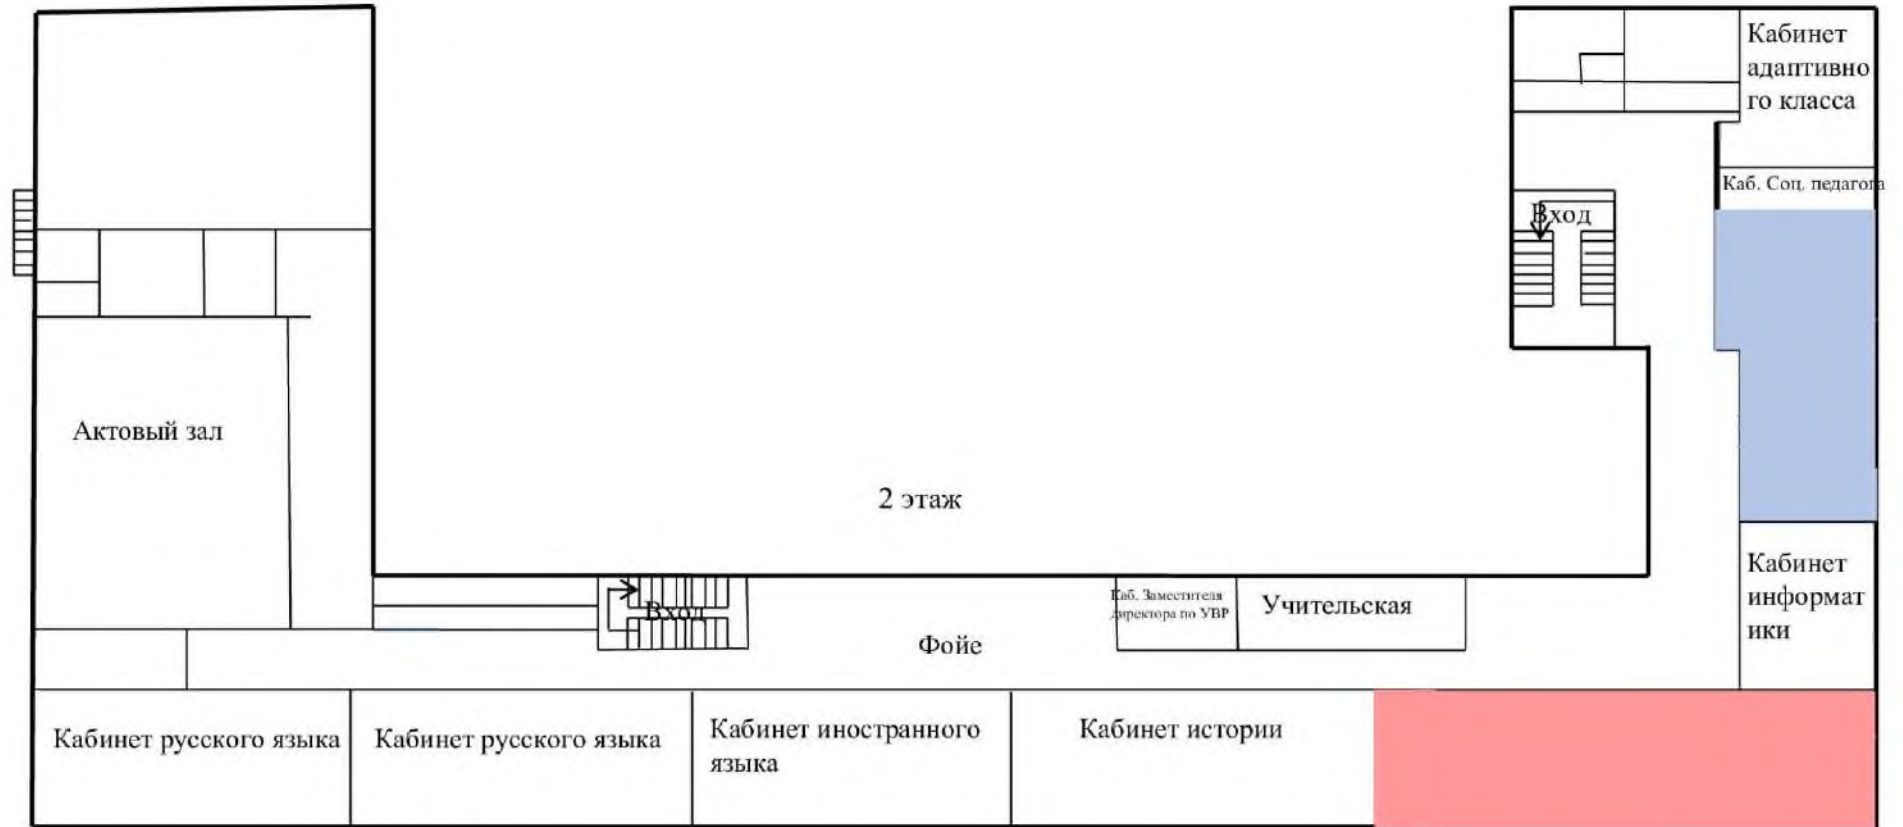 Кабинет
адаптивно
го класса
Каб. Соц. педагога
Вход
Актовый зал
2 этаж
Кабинет
информат
ики
Каб. Заместителя
директора по УВР
Учительская
Вход
Фойе
Кабинет русского языка
Кабинет русского языка
Кабинет иностранного
языка
Кабинет истории